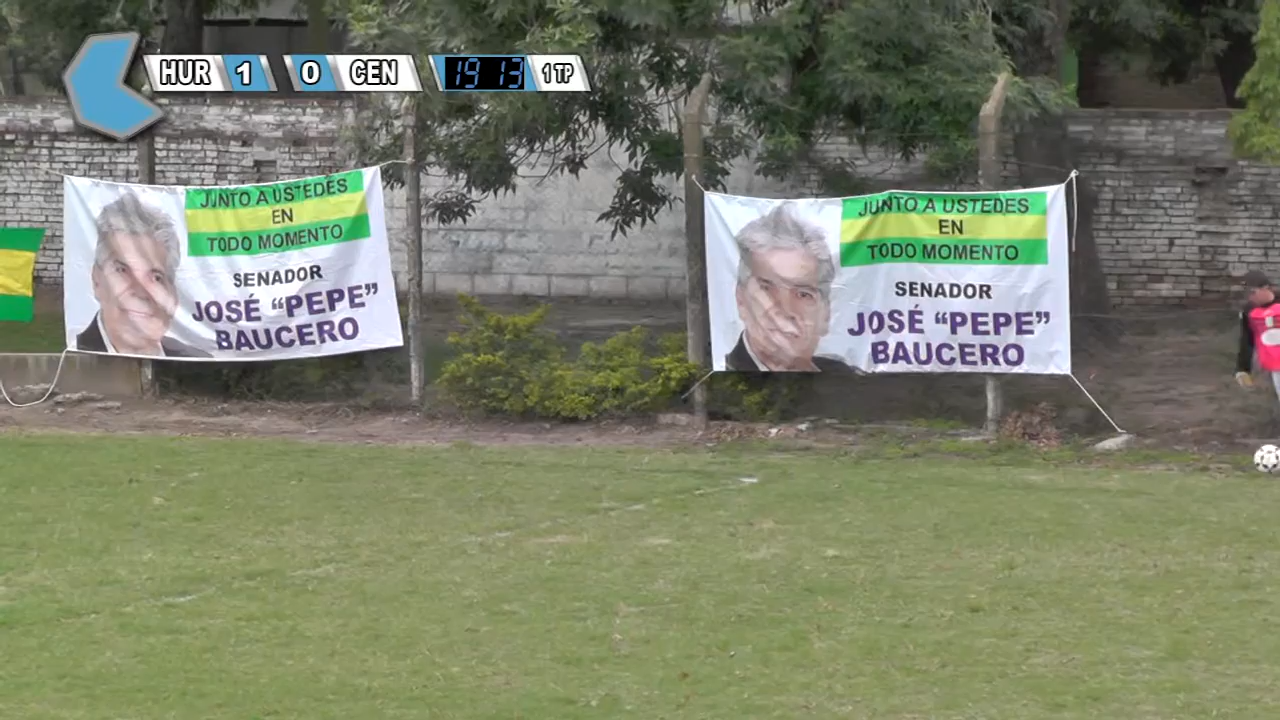 HUR 1 0 CEN 19 13 1 TP
JUNTO A USTEDES
EN
TODO MOMENTO
SENADOR
JOSÉ “PEPE”
BAUCERO
JUNTO A USTEDES
EN
TODO MOMENTO
SENADOR
JOSÉ “PEPE”
BAUCERO